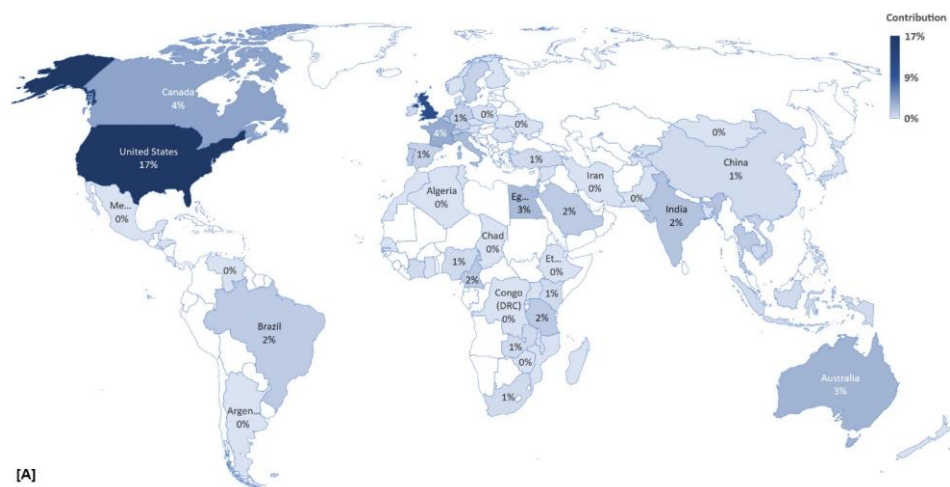 Contribution
17%
9%
0%
Canada
4%
United States
17%
Me...
0%
0%
Brazil
2%
Argen...
0%
1%
0%
0%
4%
1%
1%
Algeria
0%
Eg...
3%
2%
Iran
0%
0%
0%
China
1%
India
2%
Chad
0%
1%
2%
Et...
0%
1%
Congo
(DRC)
0%
2%
1%
0%
1%
Australia
3%
[A]